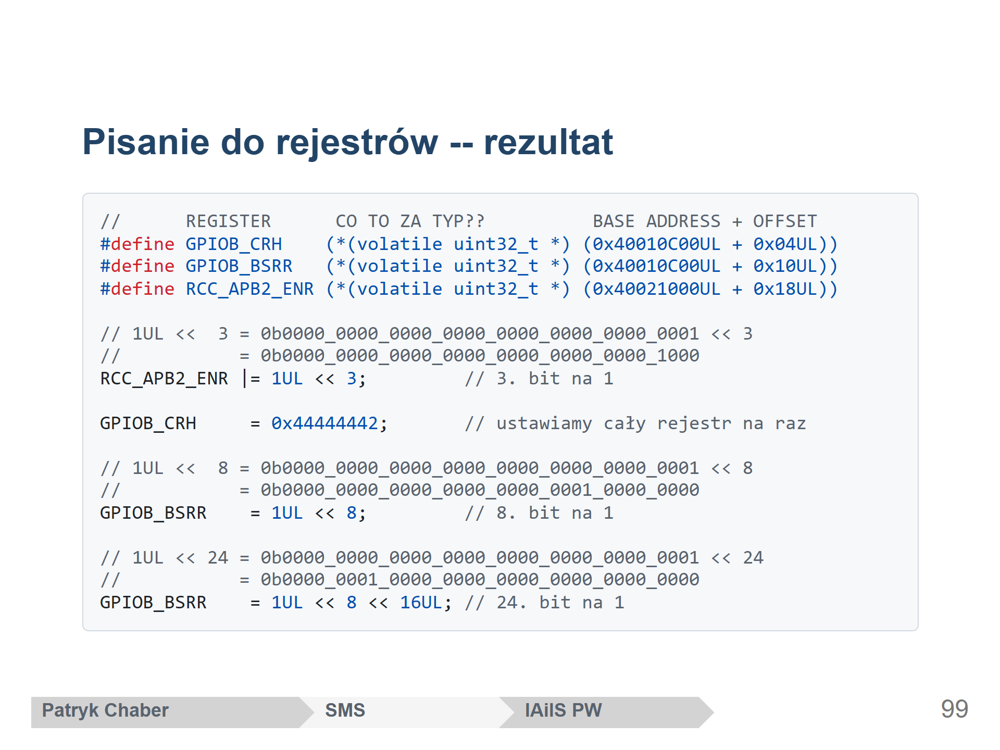 Pisanie do rejestrów -- rezultat
//      REGISTER      CO TO ZA TYP??          BASE ADDRESS + OFFSET
#define GPIOB_CRH    (*(volatile uint32_t *) (0x40010C00UL + 0x04UL))
#define GPIOB_BSRR   (*(volatile uint32_t *) (0x40010C00UL + 0x10UL))
#define RCC_APB2_ENR (*(volatile uint32_t *) (0x40021000UL + 0x18UL))
// 1UL <<  3 = 0b0000_0000_0000_0000_0000_0000_0000_0001 << 3
//           = 0b0000_0000_0000_0000_0000_0000_0000_1000
RCC_APB2_ENR |= 1UL << 3;         // 3. bit na 1
GPIOB_CRH     = 0x44444442;       // ustawiamy cały rejestr na raz
// 1UL <<  8 = 0b0000_0000_0000_0000_0000_0000_0000_0001 << 8
//           = 0b0000_0000_0000_0000_0000_0001_0000_0000
GPIOB_BSRR    = 1UL << 8;         // 8. bit na 1
// 1UL << 24 = 0b0000_0000_0000_0000_0000_0000_0000_0001 << 24
//           = 0b0000_0001_0000_0000_0000_0000_0000_0000
GPIOB_BSRR    = 1UL << 8 << 16UL; // 24. bit na 1
Patryk Chaber
SMS
IAiIS PW
99